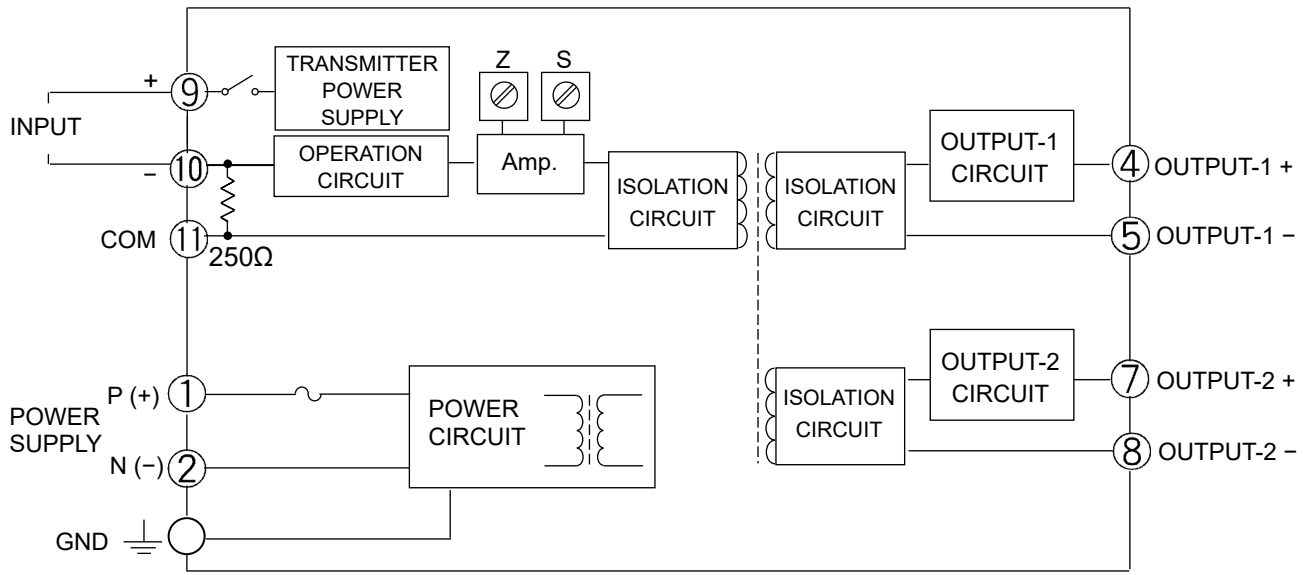 Z
S
+
9
TRANSMITTER
POWER
SUPPLY
INPUT
−
10
OPERATION
CIRCUIT
Amp.
ISOLATION
CIRCUIT
ISOLATION
CIRCUIT
OUTPUT-1
CIRCUIT
4
OUTPUT-1 +
COM
11
250Ω
5
OUTPUT-1 −
P (+)
1
POWER
SUPPLY
N (−)
2
POWER
CIRCUIT
ISOLATION
CIRCUIT
OUTPUT-2
CIRCUIT
7
OUTPUT-2 +
8
OUTPUT-2 −
GND